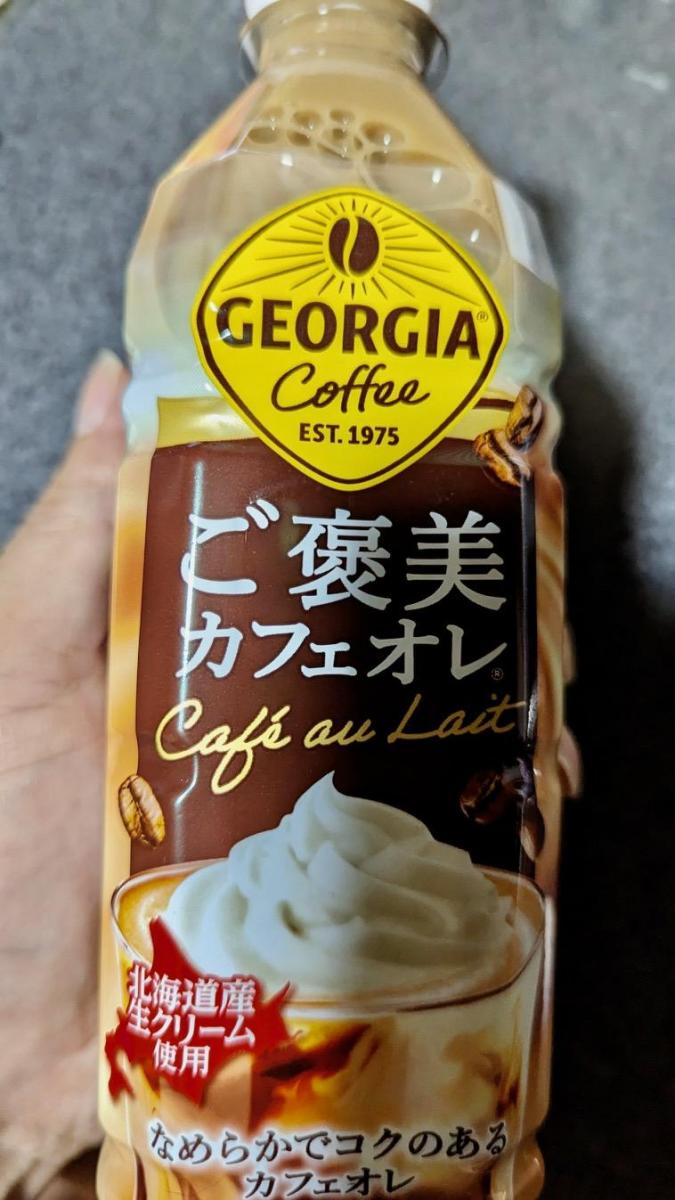 GEORGIA®
Coffee
EST. 1975
ご褒美
カフェオレ®
Café au Lait
北海道産
生クリーム
使用
なめらかでコクのある
カフェオレ